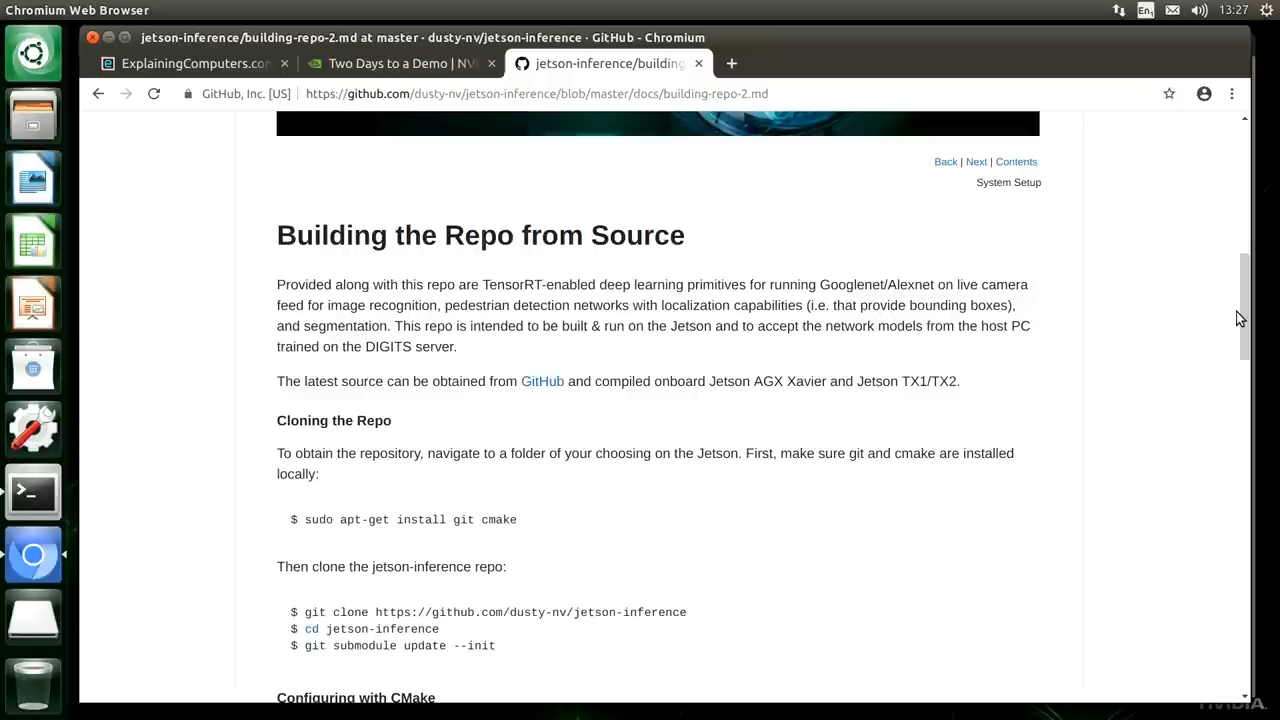 Chromium Web Browser
En1
13:27
jetson-inference/building-repo-2.md at master · dusty-nv/jetson-inference · GitHub - Chromium
ExplainingComputers.com
Two Days to a Demo | NV
jetson-inference/building
GitHub, Inc. [US]
https://github.com/dusty-nv/jetson-inference/blob/master/docs/building-repo-2.md
Back | Next | Contents
System Setup
Building the Repo from Source
Provided along with this repo are TensorRT-enabled deep learning primitives for running Googlenet/Alexnet on live camera
feed for image recognition, pedestrian detection networks with localization capabilities (i.e. that provide bounding boxes),
and segmentation. This repo is intended to be built & run on the Jetson and to accept the network models from the host PC
trained on the DIGITS server.
The latest source can be obtained from GitHub and compiled onboard Jetson AGX Xavier and Jetson TX1/TX2.
Cloning the Repo
To obtain the repository, navigate to a folder of your choosing on the Jetson. First, make sure git and cmake are installed
locally:
$ sudo apt-get install git cmake
Then clone the jetson-inference repo:
$ git clone https://github.com/dusty-nv/jetson-inference
$ cd jetson-inference
$ git submodule update --init
Configuring with CMake
NVIDIA.